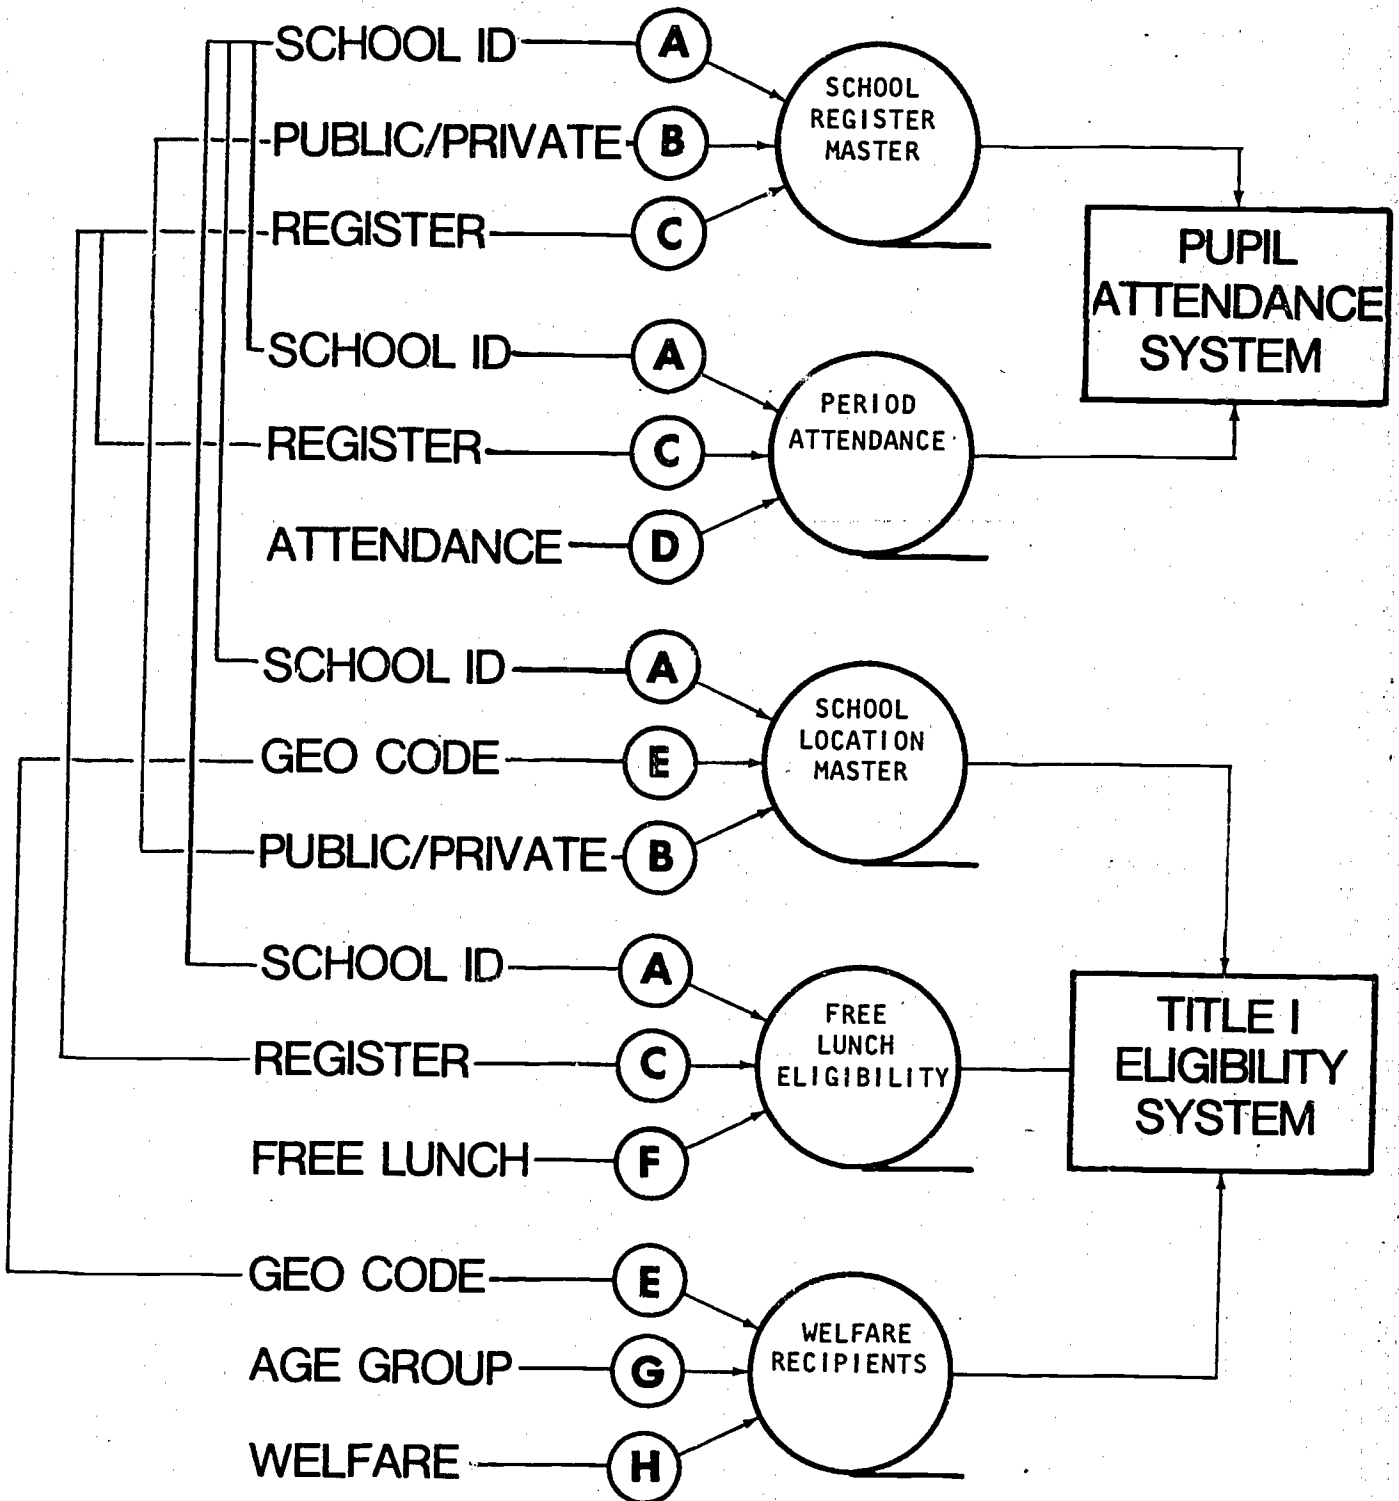 SCHOOL ID
A
PUBLIC/PRIVATE
B
REGISTER
C
SCHOOL
REGISTER
MASTER
PUPIL
ATTENDANCE
SYSTEM
SCHOOL ID
A
REGISTER
C
ATTENDANCE
D
PERIOD
ATTENDANCE
SCHOOL ID
A
GEO CODE
E
PUBLIC/PRIVATE
B
SCHOOL
LOCATION
MASTER
SCHOOL ID
A
REGISTER
C
FREE LUNCH
F
FREE
LUNCH
ELIGIBILITY
TITLE I
ELIGIBILITY
SYSTEM
GEO CODE
E
AGE GROUP
G
WELFARE
H
WELFARE
RECIPIENTS